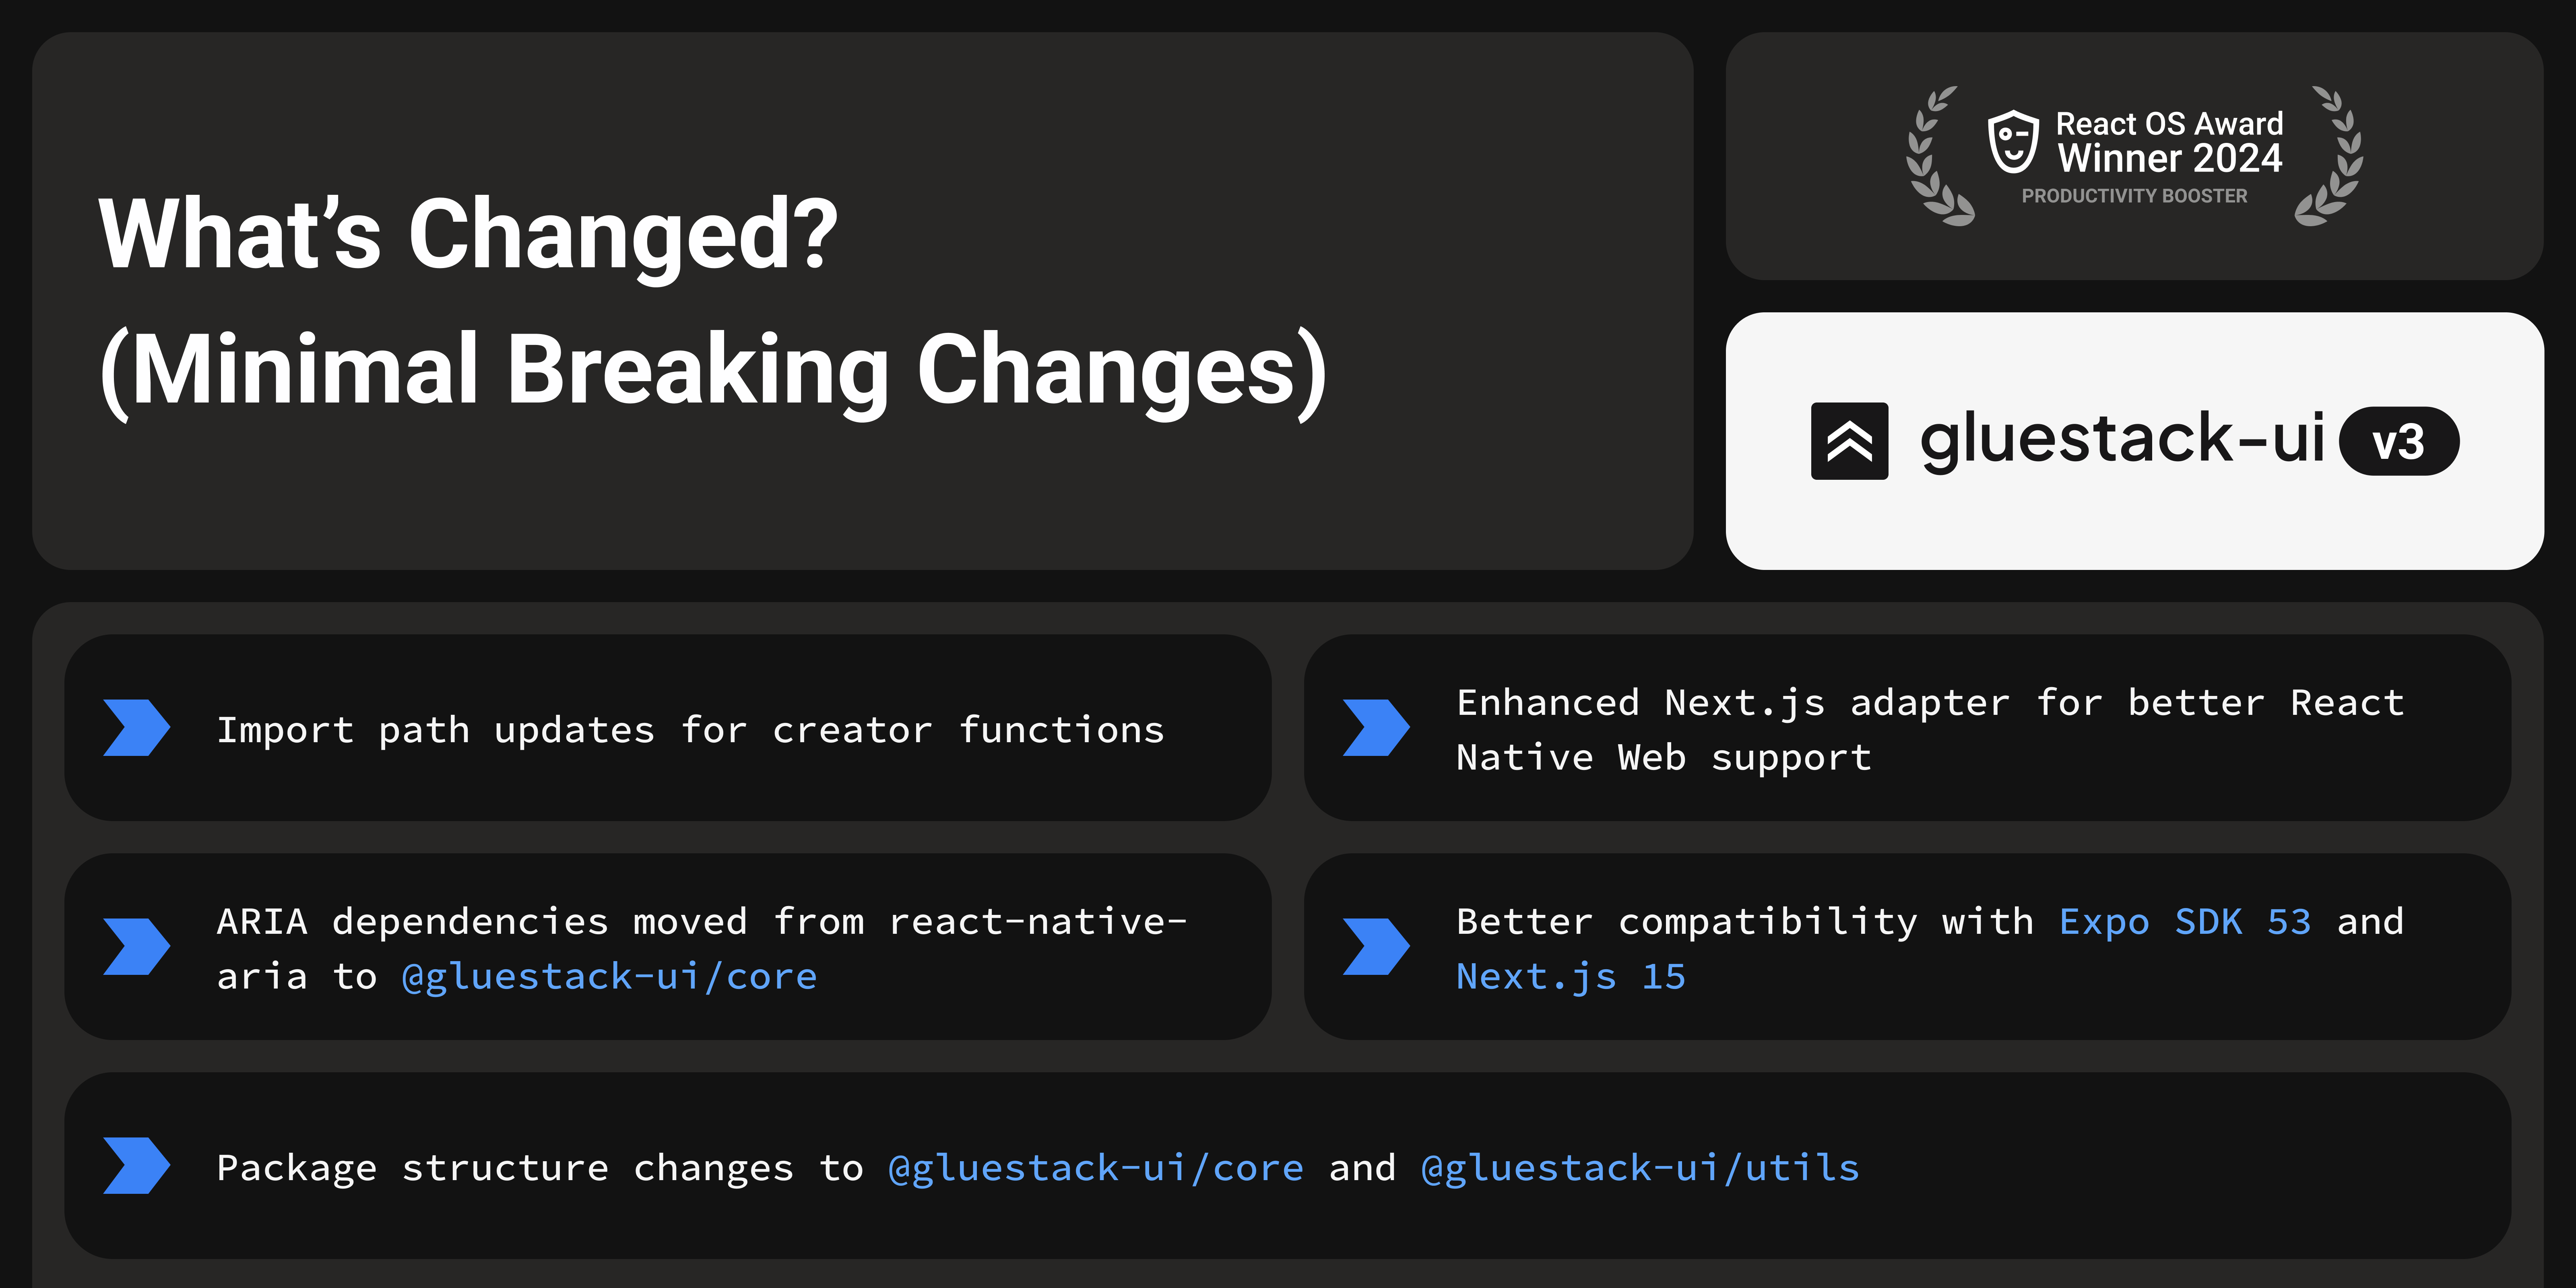 What’s Changed?
(Minimal Breaking Changes)
React OS Award
Winner 2024
PRODUCTIVITY BOOSTER
gluestack-ui v3
Import path updates for creator functions
Enhanced Next.js adapter for better React
Native Web support
ARIA dependencies moved from react-native-
aria to @gluestack-ui/core
Better compatibility with Expo SDK 53 and
Next.js 15
Package structure changes to @gluestack-ui/core and @gluestack-ui/utils